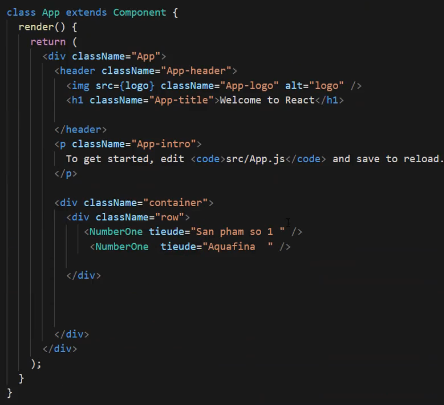 class App extends Component {
render() {
return (
<div className="App">
<header className="App-header">
<img src={logo} className="App-logo" alt="logo" />
<h1 className="App-title">Welcome to React</h1>
</header>
<p className="App-intro">
To get started, edit <code>src/App.js</code> and save to reload.
</p>
<div className="container">
<div className="row">
<NumberOne tieude="San pham so 1 " />
<NumberOne  tieude="Aquafina  " />
</div>
</div>
</div>
);
}
}